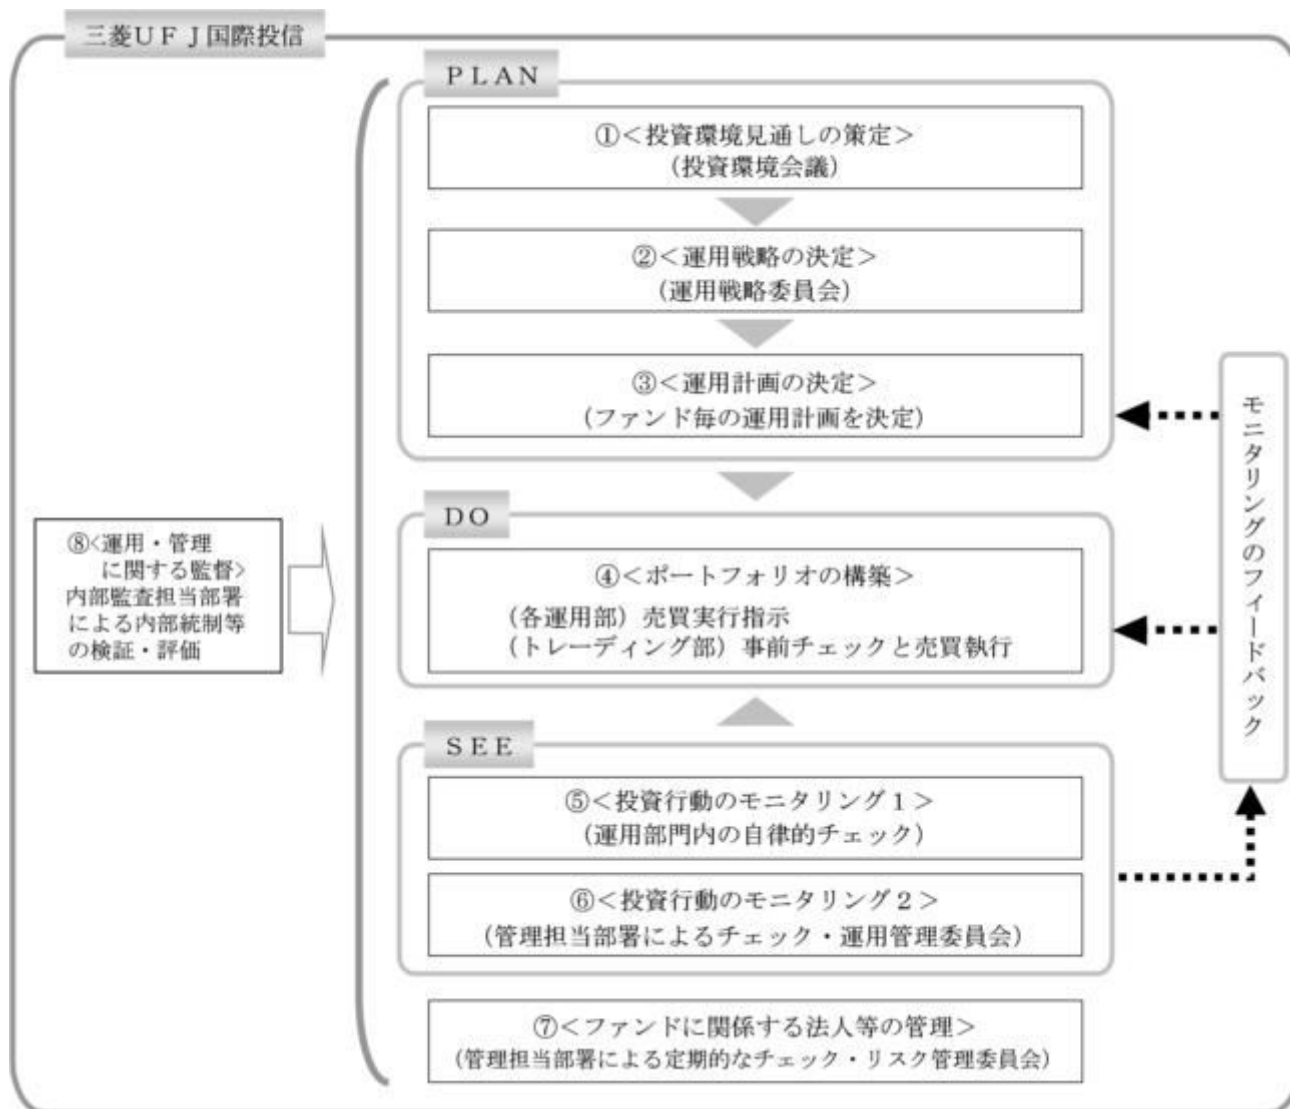 三菱ＵＦＪ国際投信
ＰＬＡＮ
①＜投資環境見通しの策定＞
（投資環境会議）
②＜運用戦略の決定＞
（運用戦略委員会）
③＜運用計画の決定＞
（ファンド毎の運用計画を決定）
ＤＯ
④＜ポートフォリオの構築＞
（各運用部）売買実行指示
（トレーディング部）事前チェックと売買執行
ＳＥＥ
⑤＜投資行動のモニタリング１＞
（運用部門内の自律的チェック）
⑥＜投資行動のモニタリング２＞
（管理担当部署によるチェック・運用管理委員会）
⑦＜ファンドに関係する法人等の管理＞
（管理担当部署による定期的なチェック・リスク管理委員会）
⑧<運用・管理
に関する監督>
内部監査担当部署
による内部統制等
の検証・評価
モニタリングのフィードバック